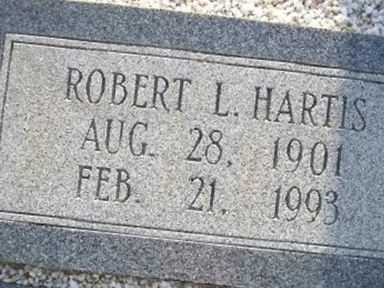 ROBERT L. HARTIS
AUG. 28, 1901
FEB. 21, 1993